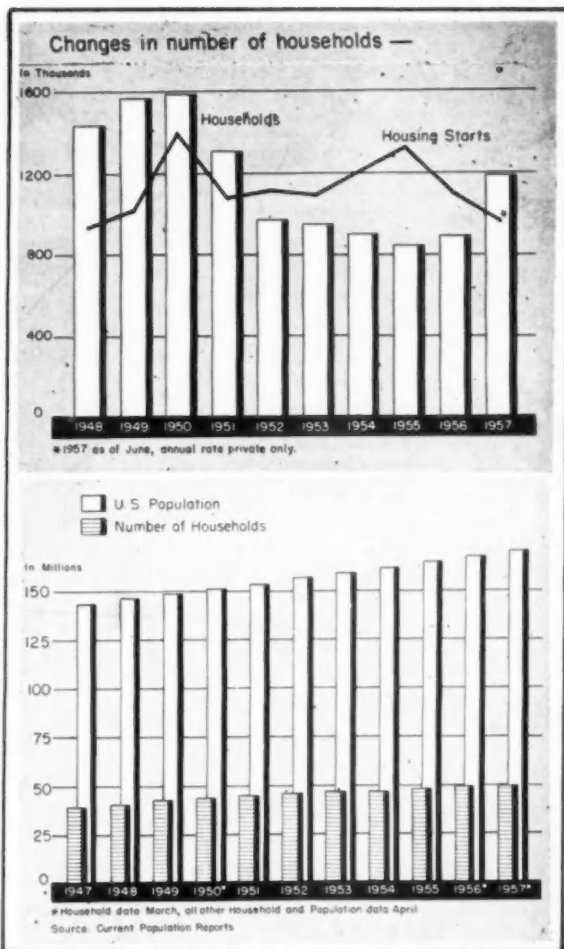 Changes in number of households —
In Thousands
1600
Households
Housing Starts
1200
800
400
0
1948 1949 1950 1951 1952 1953 1954 1955 1956 1957
* 1957 as of June, annual rate private only.
U. S. Population
Number of Households
In Millions
150
125
100
75
50
25
0
1947 1948 1949 1950* 1951 1952 1953 1954 1955 1956* 1957*
* Household data March, all other Household and Population data April
Source: Current Population Reports